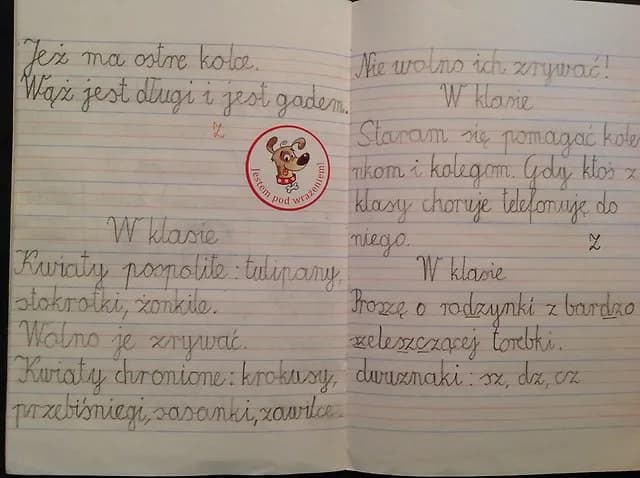 Jeż ma ostre kolce.
Wąż jest długi i jest gadem.
Z
Jestem pod wrażeniem!
W klasie
Kwiaty pospolite: tulipany,
stokrotki, żonkile.
Wolno je zrywać.
Kwiaty chronione: krokusy,
przebiśniegi, sasanki, zawilce.
Nie wolno ich zrywać!
W klasie
Staram się pomagać kole
nkom i kolegom. Gdy ktoś z
klasy choruje telefonuję do
niego.
Z
W klasie
Proszę o rodzynki z bardzo
szeleszczącej torebki.
dwuznaki: sz, dz, cz